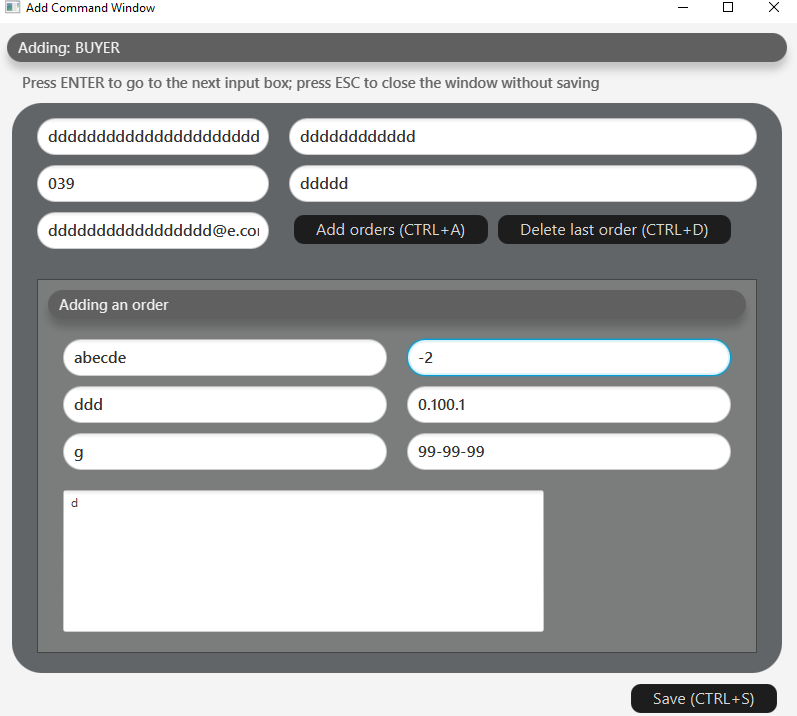 Add Command Window
Adding: BUYER
Press ENTER to go to the next input box; press ESC to close the window without saving
dddddddddddddddddddddd
dddddddddddd
039
ddddd
ddddddddddddddddd@e.co
Add orders (CTRL+A)
Delete last order (CTRL+D)
Adding an order
abecde
-2
ddd
0.100.1
g
99-99-99
d
Save (CTRL+S)